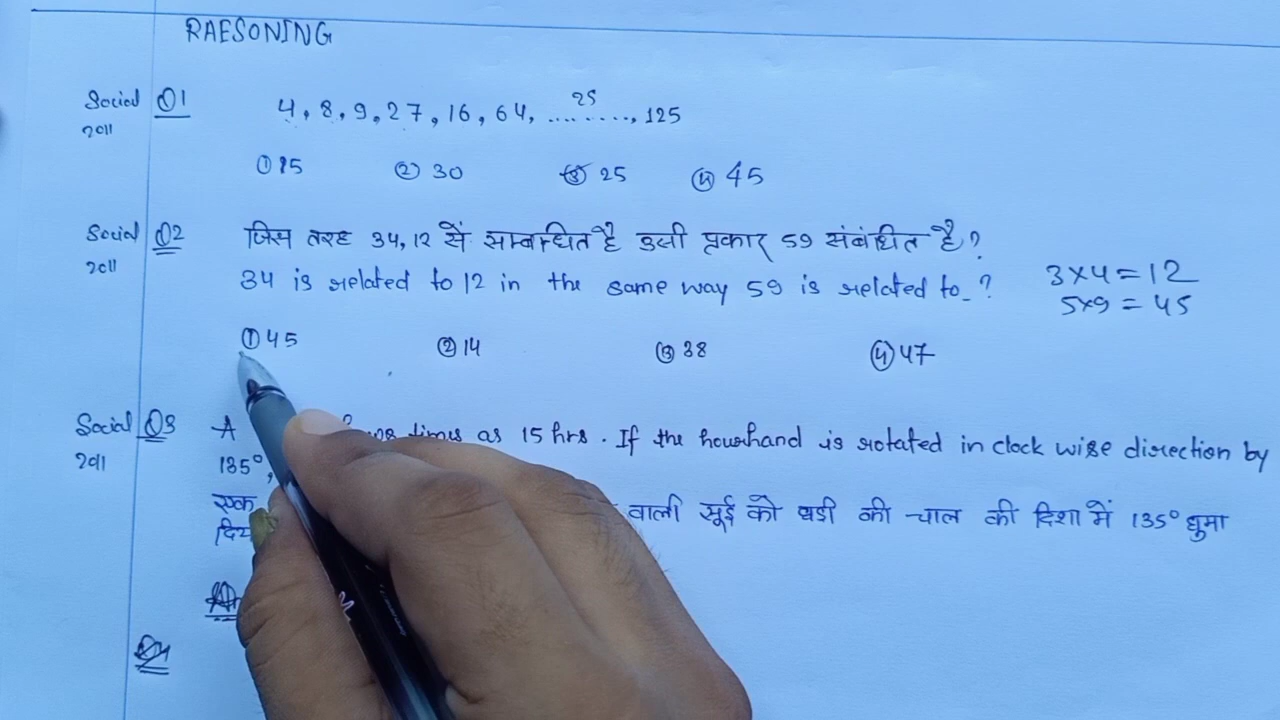 RAESONING
Social Q1 4, 8, 9, 27, 16, 64, ..25......, 125
2011
① 15 ② 30 ③ 25 ④ 45
Social Q2 जिस तरह 34, 12 से सम्बन्धित है उसी प्रकार 59 संबंधित है?
2011 34 is related to 12 in the same way 59 is related to_?
3×4=12
5×9=45
① 45 ② 14 ③ 38 ④ 47
Social Q3 A times as 15 hrs. If the hourhand is rotated in clock wise direction by
2011 135°,
एक वाली सूई को घडी की चाल की दिशा में 135° घुमा
Q4